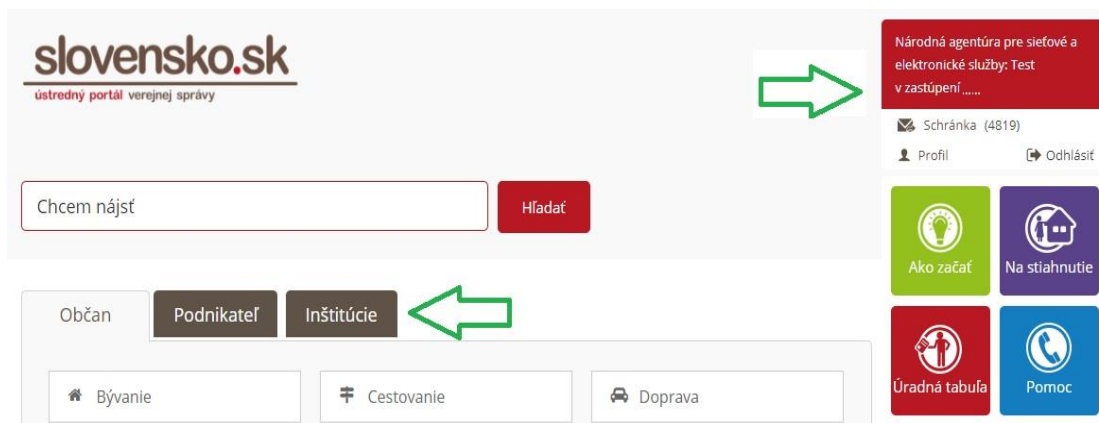 slovensko.sk
ústredný portál verejnej správy
Národná agentúra pre sieťové a
elektronické služby: Test
v zastúpení ......
Schránka (4819)
Profil
Odhlásiť
Chcem nájsť
Hľadať
Ako začať
Na stiahnutie
Občan
Podnikateľ
Inštitúcie
Úradná tabuľa
Pomoc
Bývanie
Cestovanie
Doprava